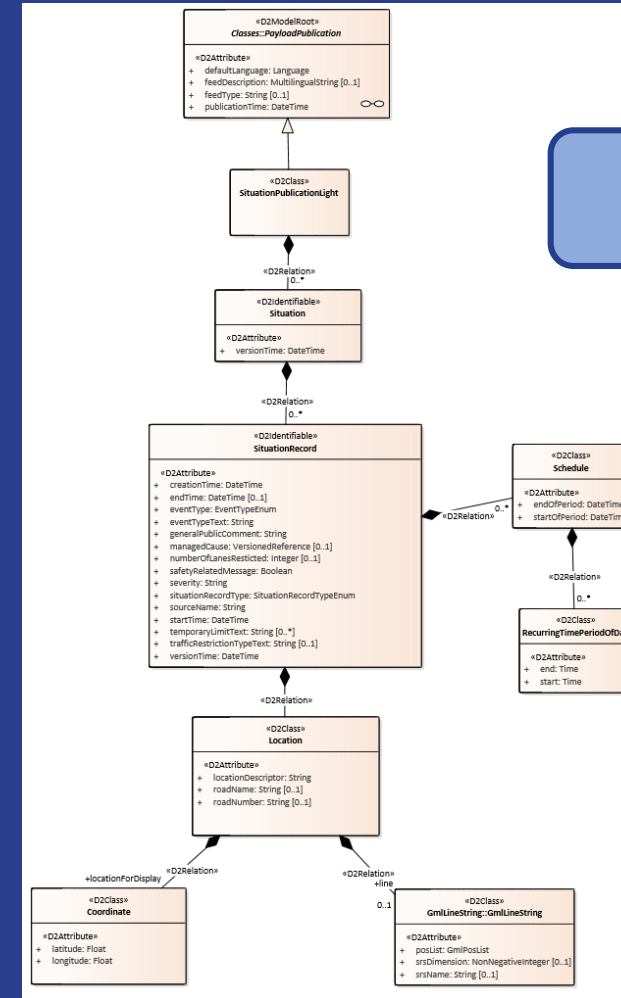 «D2ModelRoot»
Classes::PayloadPublication
«D2Attribute»
+ defaultLanguage: Language
+ feedDescription: MultilingualString [0..1]
+ feedType: String [0..1]
+ publicationTime: DateTime
«D2Class»
SituationPublicationLight
«D2Relation»
0..*
«D2Identifiable»
Situation
«D2Attribute»
+ versionTime: DateTime
«D2Relation»
0..*
«D2Identifiable»
SituationRecord
«D2Attribute»
+ creationTime: DateTime
+ endTime: DateTime [0..1]
+ eventType: EventTypeEnum
+ eventTypeText: String
+ generalPublicComment: String
+ managedCause: VersionedReference [0..1]
+ numberOfLanesResticted: Integer [0..1]
+ safetyRelatedMessage: Boolean
+ severity: String
+ situationRecordType: SituationRecordTypeEnum
+ sourceName: String
+ startTime: DateTime
+ temporaryLimitText: String [0..*]
+ trafficRestrictionTypeText: String [0..1]
+ versionTime: DateTime
«D2Relation»
0..*
«D2Class»
Schedule
«D2Attribute»
+ endOfPeriod: DateTime
+ startOfPeriod: DateTime
«D2Relation»
0..*
«D2Class»
RecurringTimePeriodOfDa
«D2Attribute»
+ end: Time
+ start: Time
«D2Relation»
«D2Class»
Location
«D2Attribute»
+ locationDescriptor: String
+ roadName: String [0..1]
+ roadNumber: String [0..1]
«D2Relation»
+locationForDisplay
«D2Class»
Coordinate
«D2Attribute»
+ latitude: Float
+ longitude: Float
«D2Relation»
+line
0..1
«D2Class»
GmlLineString::GmlLineString
«D2Attribute»
+ posList: GmlPosList
+ srsDimension: NonNegativeInteger [0..1]
+ srsName: String [0..1]